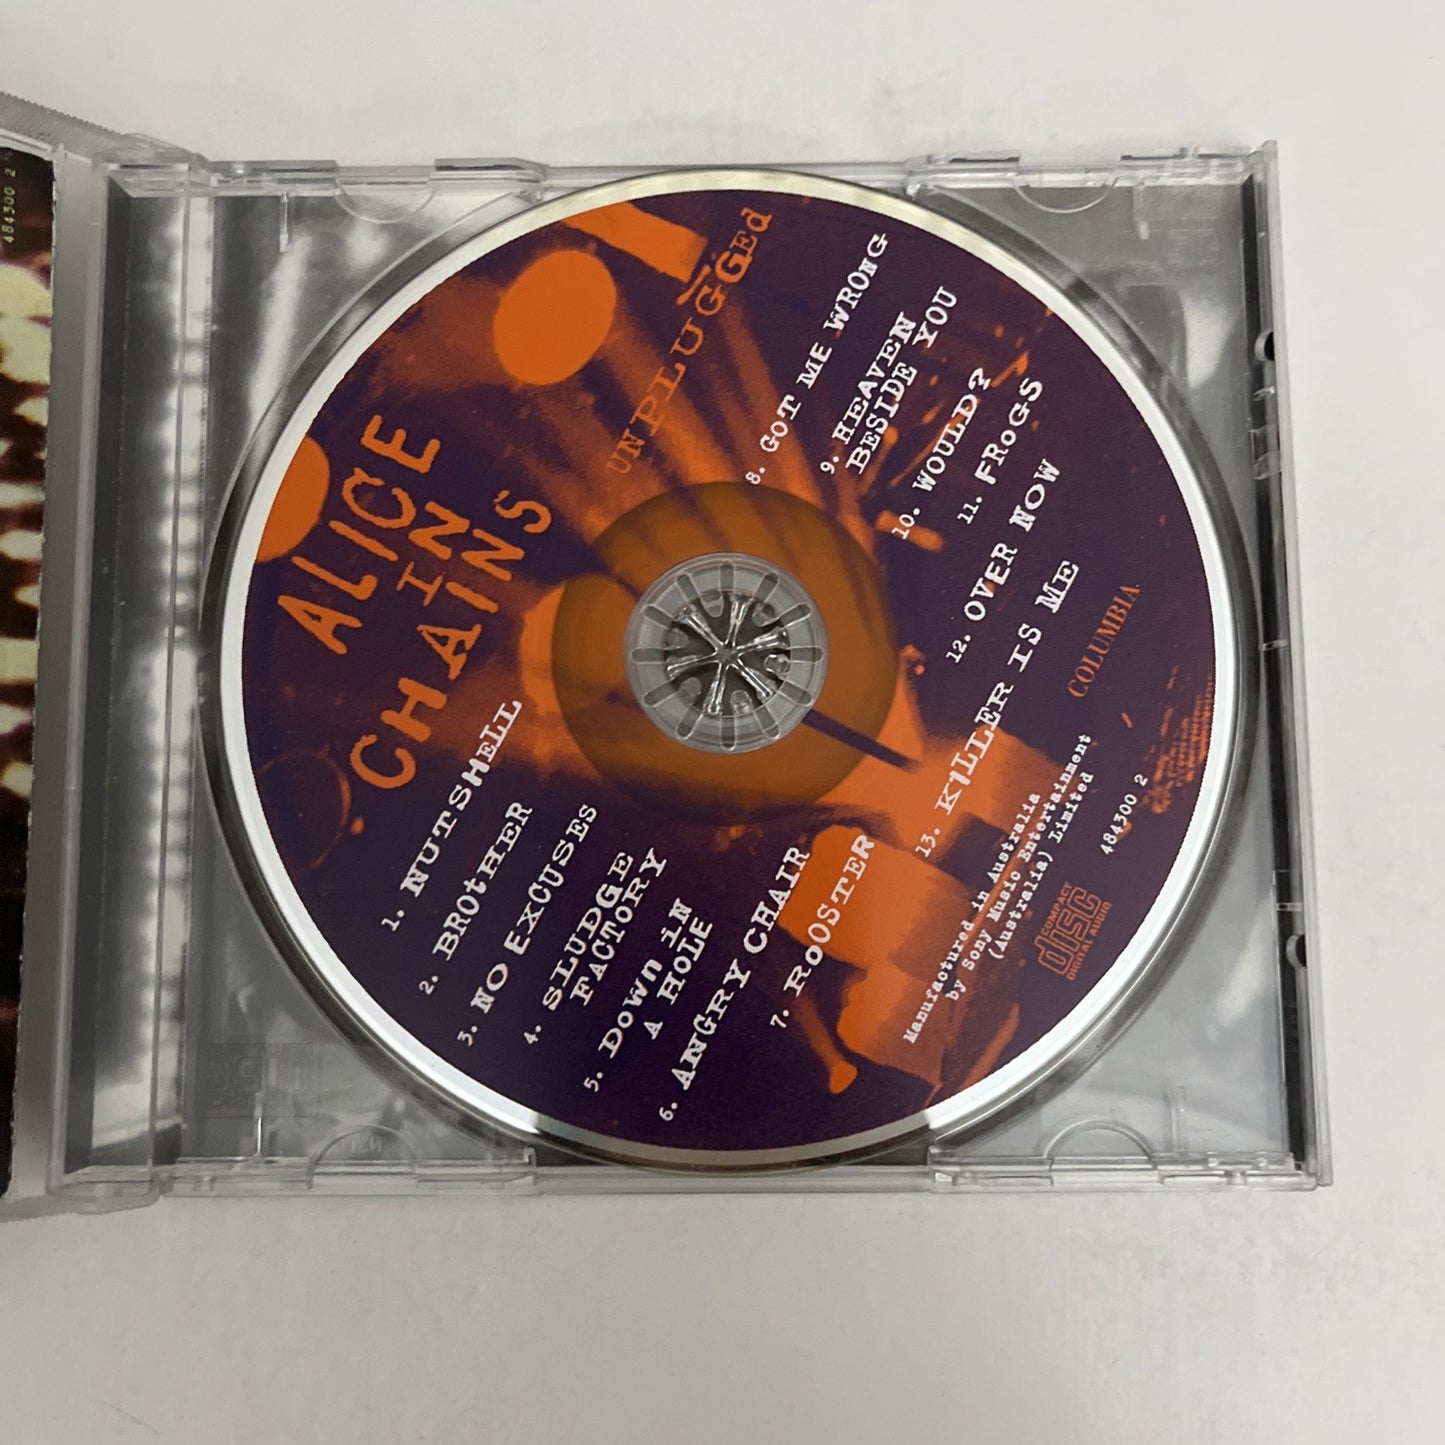 484300 2
ALICE
IN
CHAINS
UNPLUGGEd
1. NUTSHELL
2. BROtHER
3. NO EXCUSES
4. SLUDGE
FACTORY
5. DoWn iN
A HOLE
6. ANGRY CHAIR
7. RoOSTER
8. GOT ME WRONG
9. HEAVEN
BESIDE YOU
10. WOULD?
11. FRoGS
12. OVER NOW
13. KILLER IS ME
COLUMBIA
Manufactured in Australia
by Sony Music Entertainment
(Australia) Limited
484300 2
COMPACT
disc
DIGITAL AUDIO